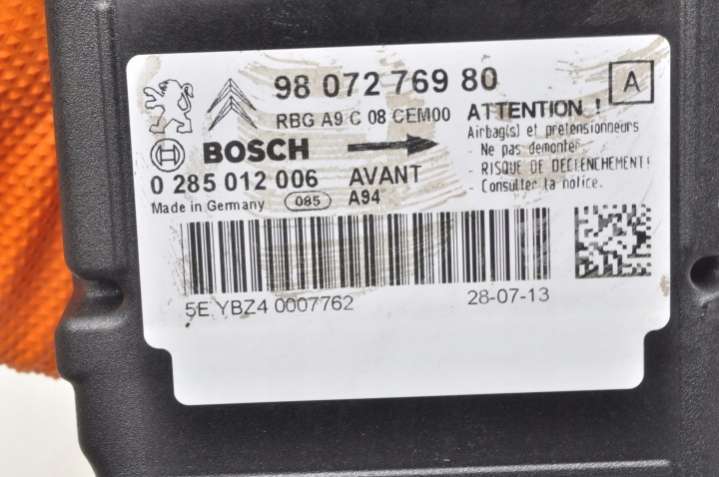 98 072 769 80
A
RBG A9 C 08 CEM00
ATTENTION !
Airbag(s) et prétensionneurs
- Ne pas démonter.
- RISQUE DE DECLENCHEMENT!
- Consulter la notice.
BOSCH
0 285 012 006
AVANT
Made in Germany
085
A94
5E YBZ4 0007762
28-07-13